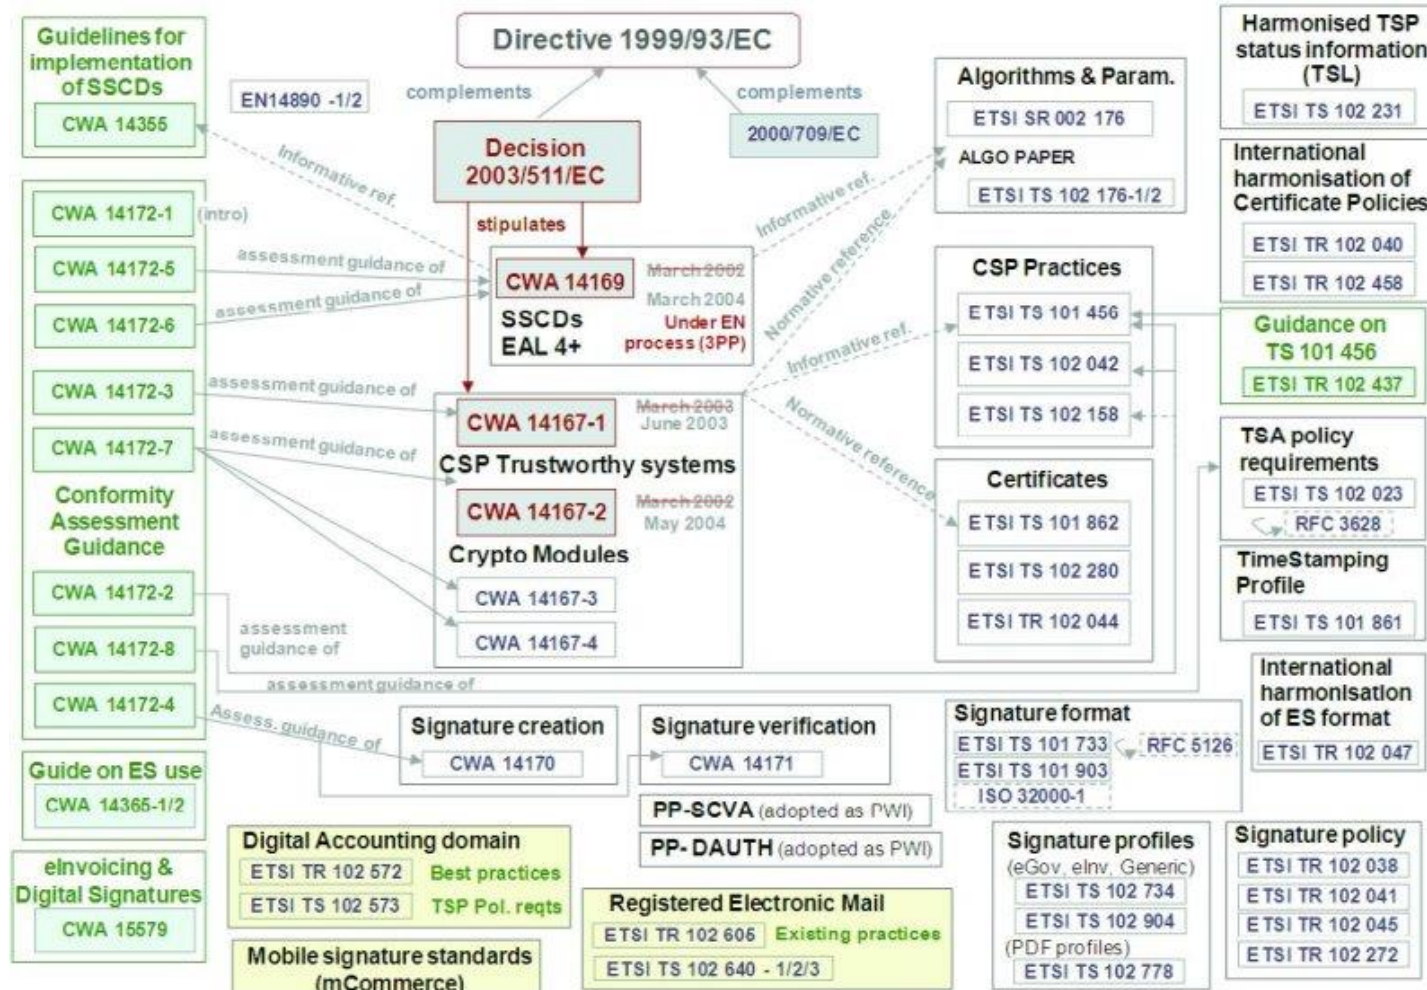 Guidelines for
implementation
of SSCDs
CWA 14355
EN14890 -1/2
Directive 1999/93/EC
complements
complements
Decision
2003/511/EC
2000/709/EC
stipulates
Informative ref.
CWA 14172-1
(intro)
CWA 14172-5
CWA 14172-6
CWA 14172-3
CWA 14172-7
Conformity
Assessment
Guidance
CWA 14172-2
CWA 14172-8
CWA 14172-4
assessment guidance of
assessment guidance of
assessment guidance of
assessment guidance of
assessment
guidance of
assessment guidance of
Assess. guidance of
CWA 14169
March 2002
March 2004
SSCDs
EAL 4+
Under EN
process (3PP)
CWA 14167-1
March 2003
June 2003
CSP Trustworthy systems
CWA 14167-2
March 2002
May 2004
Crypto Modules
CWA 14167-3
CWA 14167-4
Informative ref.
Normative reference
Informative ref.
Normative reference
Algorithms & Param.
ETSI SR 002 176
ALGO PAPER
ETSI TS 102 176-1/2
CSP Practices
ETSI TS 101 456
ETSI TS 102 042
ETSI TS 102 158
Certificates
ETSI TS 101 862
ETSI TS 102 280
ETSI TR 102 044
Harmonised TSP
status information
(TSL)
ETSI TS 102 231
International
harmonisation of
Certificate Policies
ETSI TR 102 040
ETSI TR 102 458
Guidance on
TS 101 456
ETSI TR 102 437
TSA policy
requirements
ETSI TS 102 023
RFC 3628
TimeStamping
Profile
ETSI TS 101 861
International
harmonisation
of ES format
ETSI TR 102 047
Guide on ES use
CWA 14365-1/2
eInvoicing &
Digital Signatures
CWA 15579
Signature creation
CWA 14170
Signature verification
CWA 14171
PP-SCVA (adopted as PWI)
PP- DAUTH (adopted as PWI)
Signature format
ETSI TS 101 733
RFC 5126
ETSI TS 101 903
ISO 32000-1
Digital Accounting domain
ETSI TR 102 572 Best practices
ETSI TS 102 573 TSP Pol. reqts
Mobile signature standards
(mCommerce)
Registered Electronic Mail
ETSI TR 102 605 Existing practices
ETSI TS 102 640 - 1/2/3
Signature profiles
(eGov, eInv, Generic)
ETSI TS 102 734
ETSI TS 102 904
(PDF profiles)
ETSI TS 102 778
Signature policy
ETSI TR 102 038
ETSI TR 102 041
ETSI TR 102 045
ETSI TR 102 272